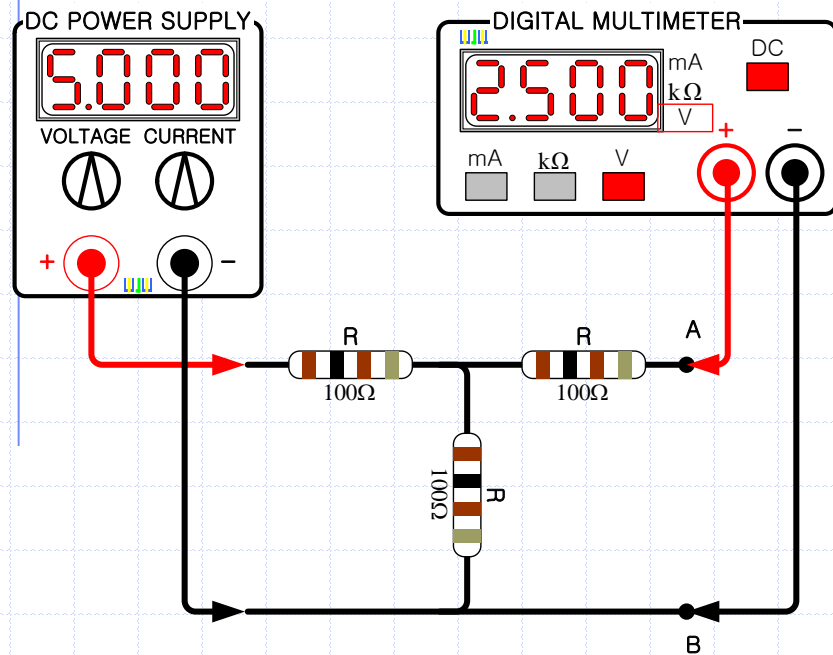 DC POWER SUPPLY
5.000
VOLTAGE CURRENT
+ −
DIGITAL MULTIMETER
2.500
mA
kΩ
V
DC
mA kΩ V
+ −
R
100Ω
R
100Ω
A
R
100Ω
B